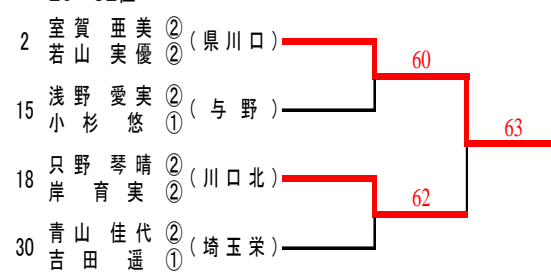 2 室賀 亜美 ② (県川口)
若山 実優 ②
60
15 浅野 愛実 ② (与野)
小杉 悠 ①
63
18 只野 琴晴 ② (川口北)
岸 育実 ②
62
30 青山 佳代 ② (埼玉栄)
吉田 遥 ①